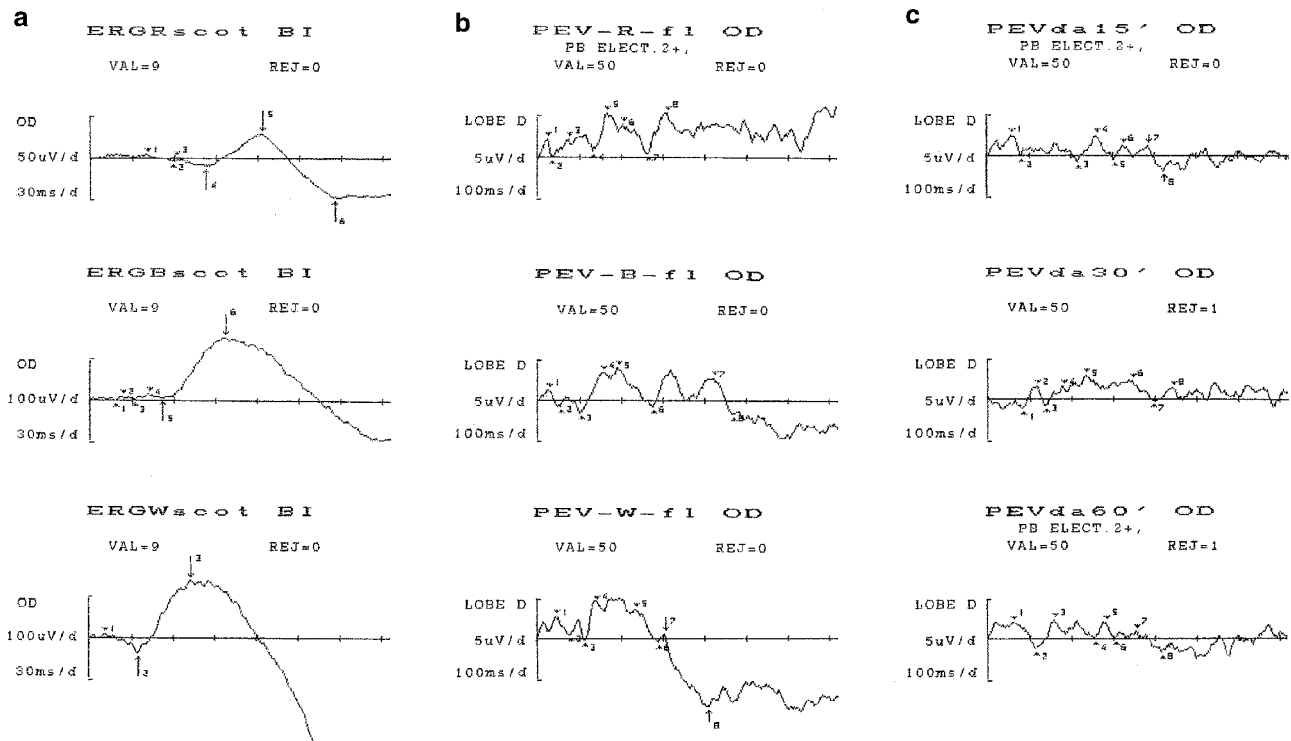 a
ERGRscot BI
VAL=9 REJ=0
OD
50uV/d
30ms/d
ERGBscot BI
VAL=9 REJ=0
OD
100uV/d
30ms/d
ERGWscot BI
VAL=9 REJ=0
OD
100uV/d
30ms/d
b
PEV-R-fl OD
PB ELECT.2+,
VAL=50 REJ=0
LOBE D
5uV/d
100ms/d
PEV-B-fl OD
VAL=50 REJ=0
LOBE D
5uV/d
100ms/d
PEV-W-fl OD
VAL=50 REJ=0
LOBE D
5uV/d
100ms/d
c
PEVda15' OD
PB ELECT.2+,
VAL=50 REJ=0
LOBE D
5uV/d
100ms/d
PEVda30' OD
VAL=50 REJ=1
LOBE D
5uV/d
100ms/d
PEVda60' OD
PB ELECT.2+,
VAL=50 REJ=1
LOBE D
5uV/d
100ms/d